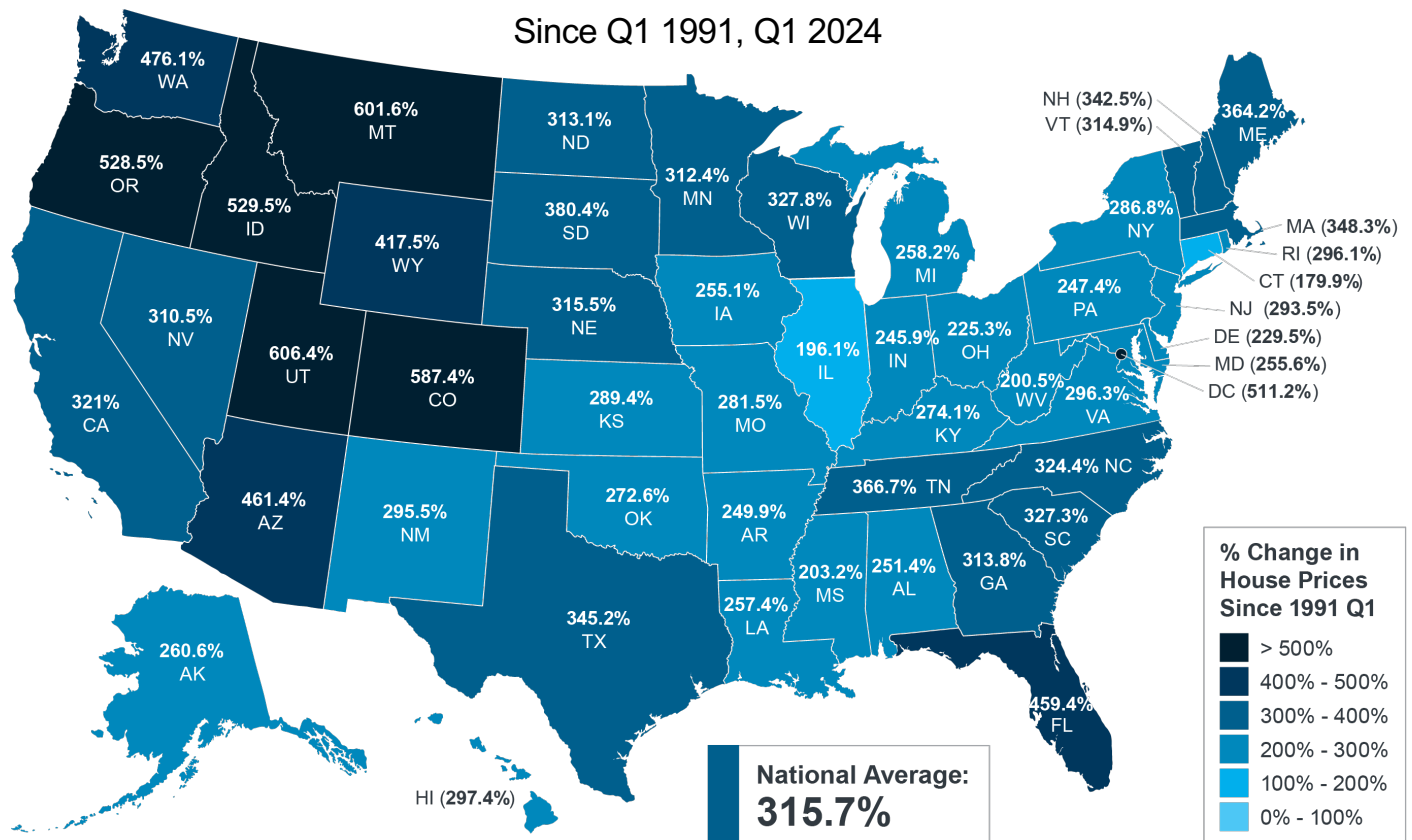 Since Q1 1991, Q1 2024
476.1%
WA
601.6%
MT
313.1%
ND
312.4%
MN
327.8%
WI
258.2%
MI
NH (342.5%)
VT (314.9%)
364.2%
ME
528.5%
OR
529.5%
ID
417.5%
WY
380.4%
SD
286.8%
NY
MA (348.3%)
RI (296.1%)
CT (179.9%)
NJ (293.5%)
DE (229.5%)
MD (255.6%)
DC (511.2%)
310.5%
NV
606.4%
UT
587.4%
CO
315.5%
NE
255.1%
IA
196.1%
IL
245.9%
IN
225.3%
OH
247.4%
PA
321%
CA
289.4%
KS
281.5%
MO
274.1%
KY
200.5%
WV
296.3%
VA
461.4%
AZ
295.5%
NM
272.6%
OK
249.9%
AR
366.7% TN
324.4% NC
327.3%
SC
345.2%
TX
257.4%
LA
203.2%
MS
251.4%
AL
313.8%
GA
459.4%
FL
260.6%
AK
HI (297.4%)
National Average:
315.7%
% Change in
House Prices
Since 1991 Q1
> 500%
400% - 500%
300% - 400%
200% - 300%
100% - 200%
0% - 100%